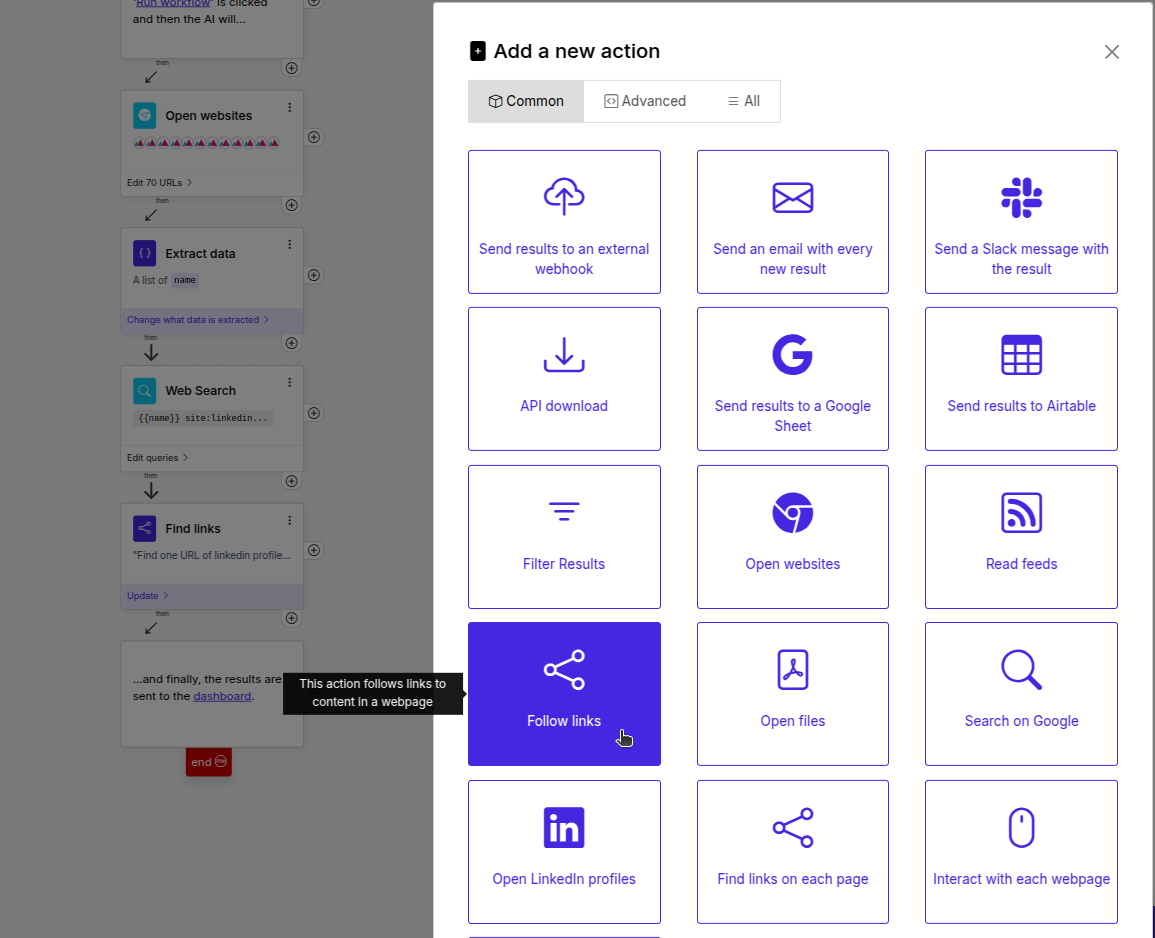 'Run workflow' is clicked
and then the AI will...
then
Open websites
Edit 70 URLs
then
Extract data
A list of name
Change what data is extracted
then
Web Search
{{name}} site:linkedin...
Edit queries
then
Find links
"Find one URL of linkedin profile...
Update
then
...and finally, the results are
sent to the dashboard.
end
This action follows links to
content in a webpage
Add a new action
Common
Advanced
All
Send results to an external
webhook
Send an email with every
new result
Send a Slack message with
the result
API download
Send results to a Google
Sheet
Send results to Airtable
Filter Results
Open websites
Read feeds
Follow links
Open files
Search on Google
Open LinkedIn profiles
Find links on each page
Interact with each webpage